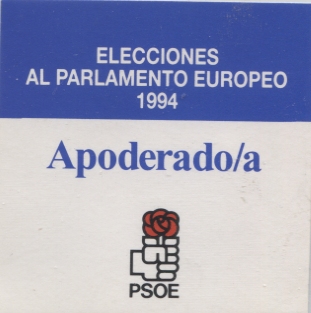 ELECCIONES
AL PARLAMENTO EUROPEO
1994
Apoderado/a
PSOE